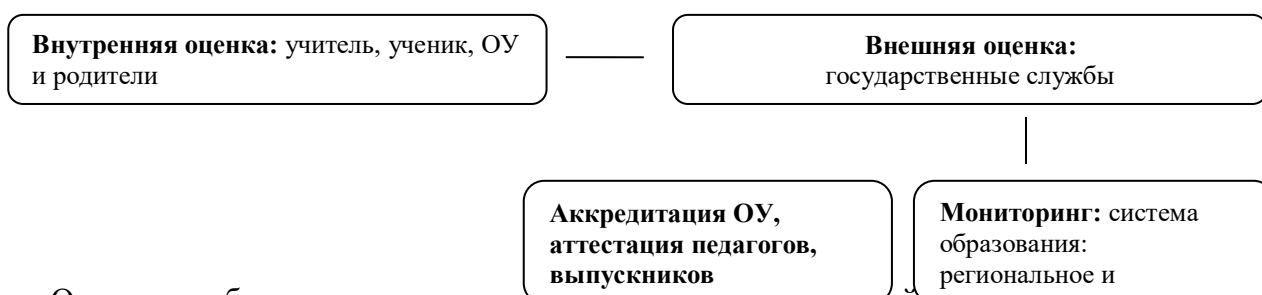 Внутренняя оценка: учитель, ученик, ОУ
и родители
Внешняя оценка:
государственные службы
Аккредитация ОУ,
аттестация педагогов,
выпускников
Мониторинг: система
образования:
региональное и